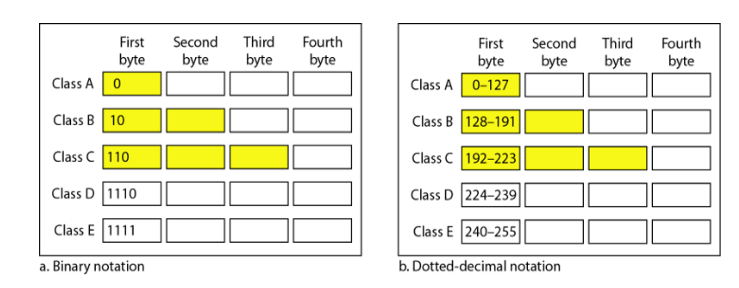 First Second Third Fourth
byte byte byte byte
Class A 0
Class B 10
Class C 110
Class D 1110
Class E 1111
a. Binary notation
First Second Third Fourth
byte byte byte byte
Class A 0–127
Class B 128–191
Class C 192–223
Class D 224–239
Class E 240–255
b. Dotted-decimal notation